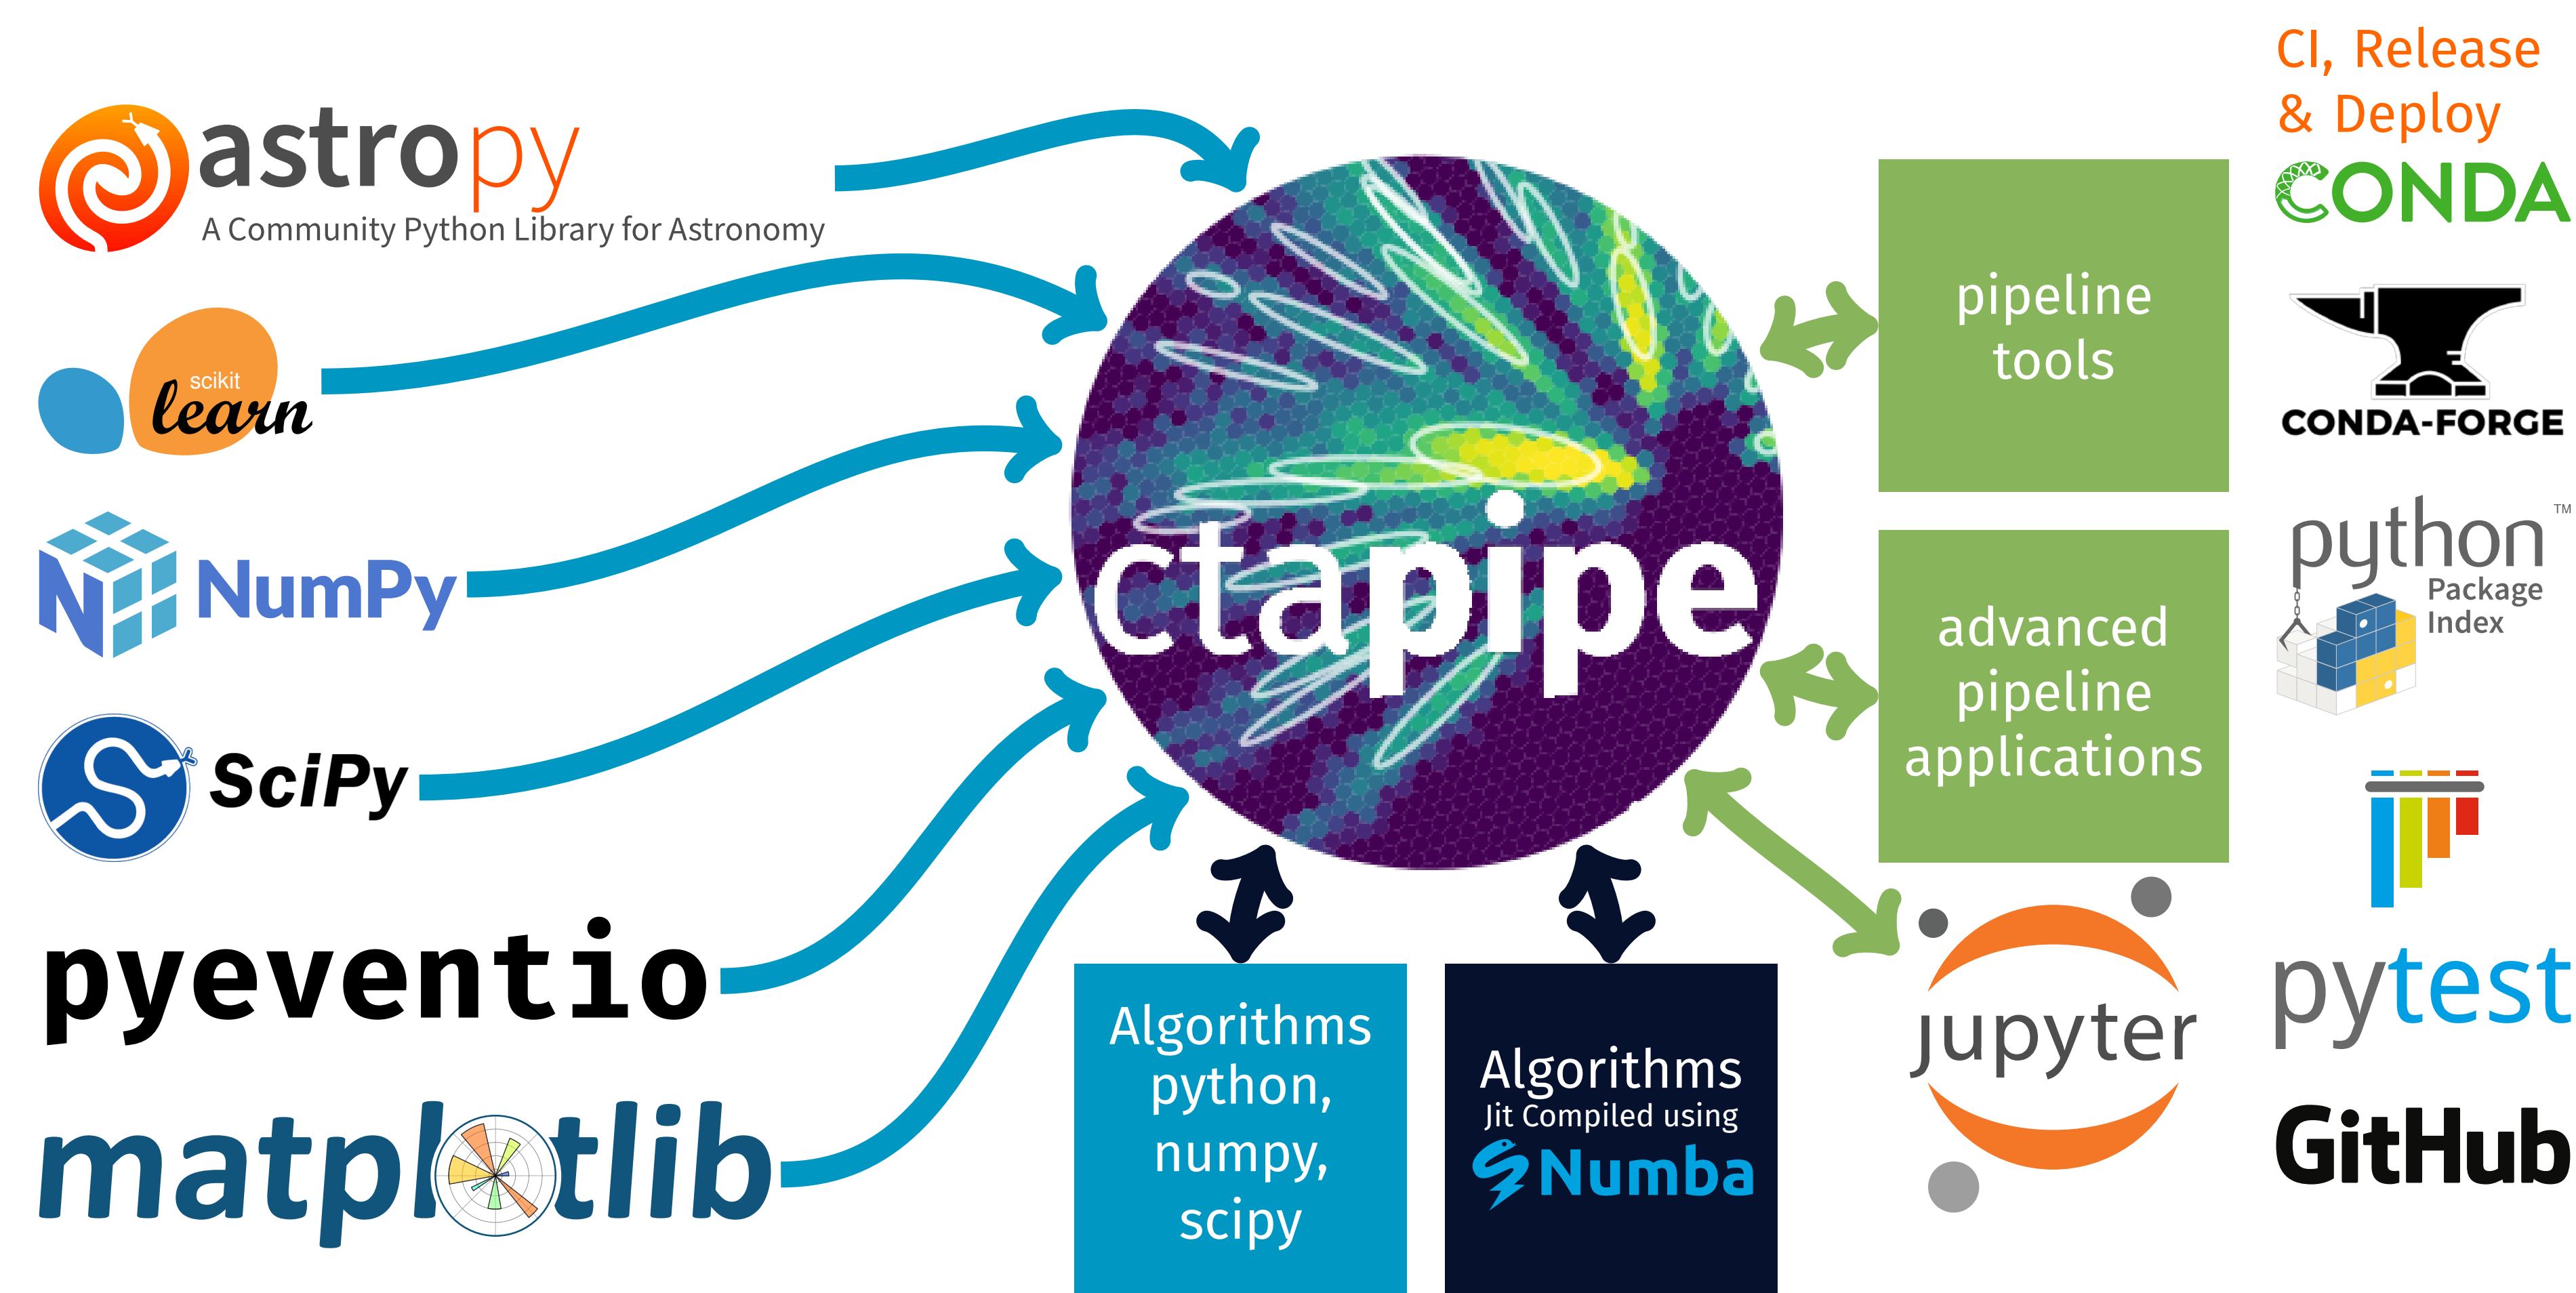 astropy
A Community Python Library for Astronomy
scikit
learn
NumPy
SciPy
pyeventio
matplotlib
ctapipe
Algorithms
python,
numpy,
scipy
Algorithms
Jit Compiled using
Numba
pipeline
tools
advanced
pipeline
applications
jupyter
CI, Release
& Deploy
CONDA
CONDA-FORGE
python TM
Package
Index
pytest
GitHub